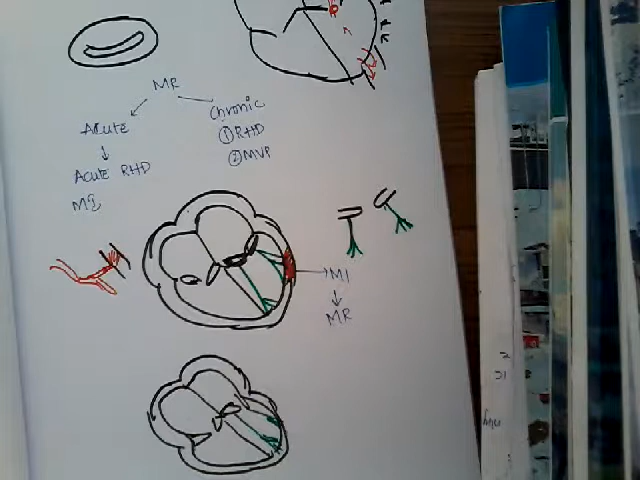 MR
Acute
Chronic
① RHD
② MVP
Acute RHD
MI
MI
MR